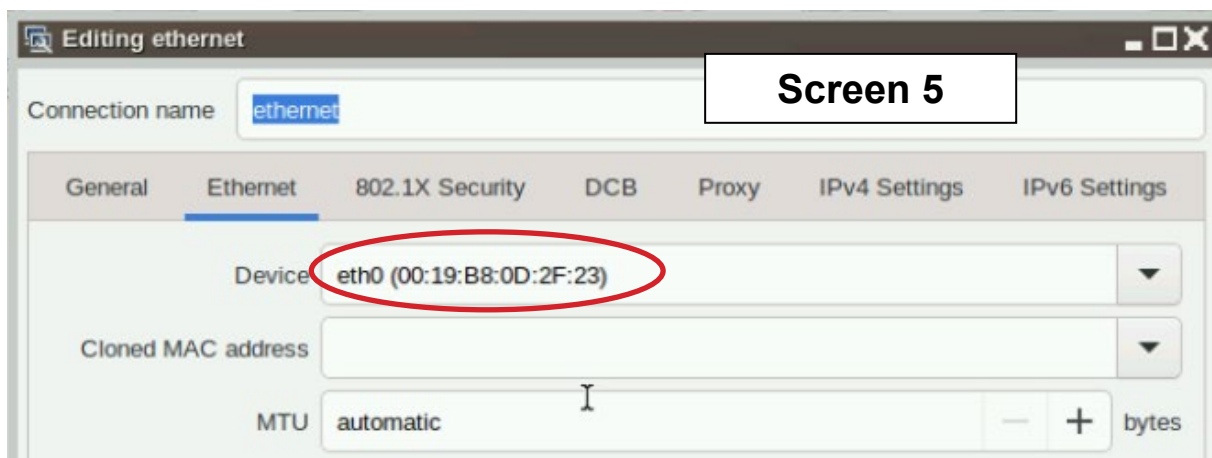 Editing ethernet
Screen 5
Connection name ethernet
General Ethernet 802.1X Security DCB Proxy IPv4 Settings IPv6 Settings
Device eth0 (00:19:B8:0D:2F:23)
Cloned MAC address
MTU automatic − + bytes